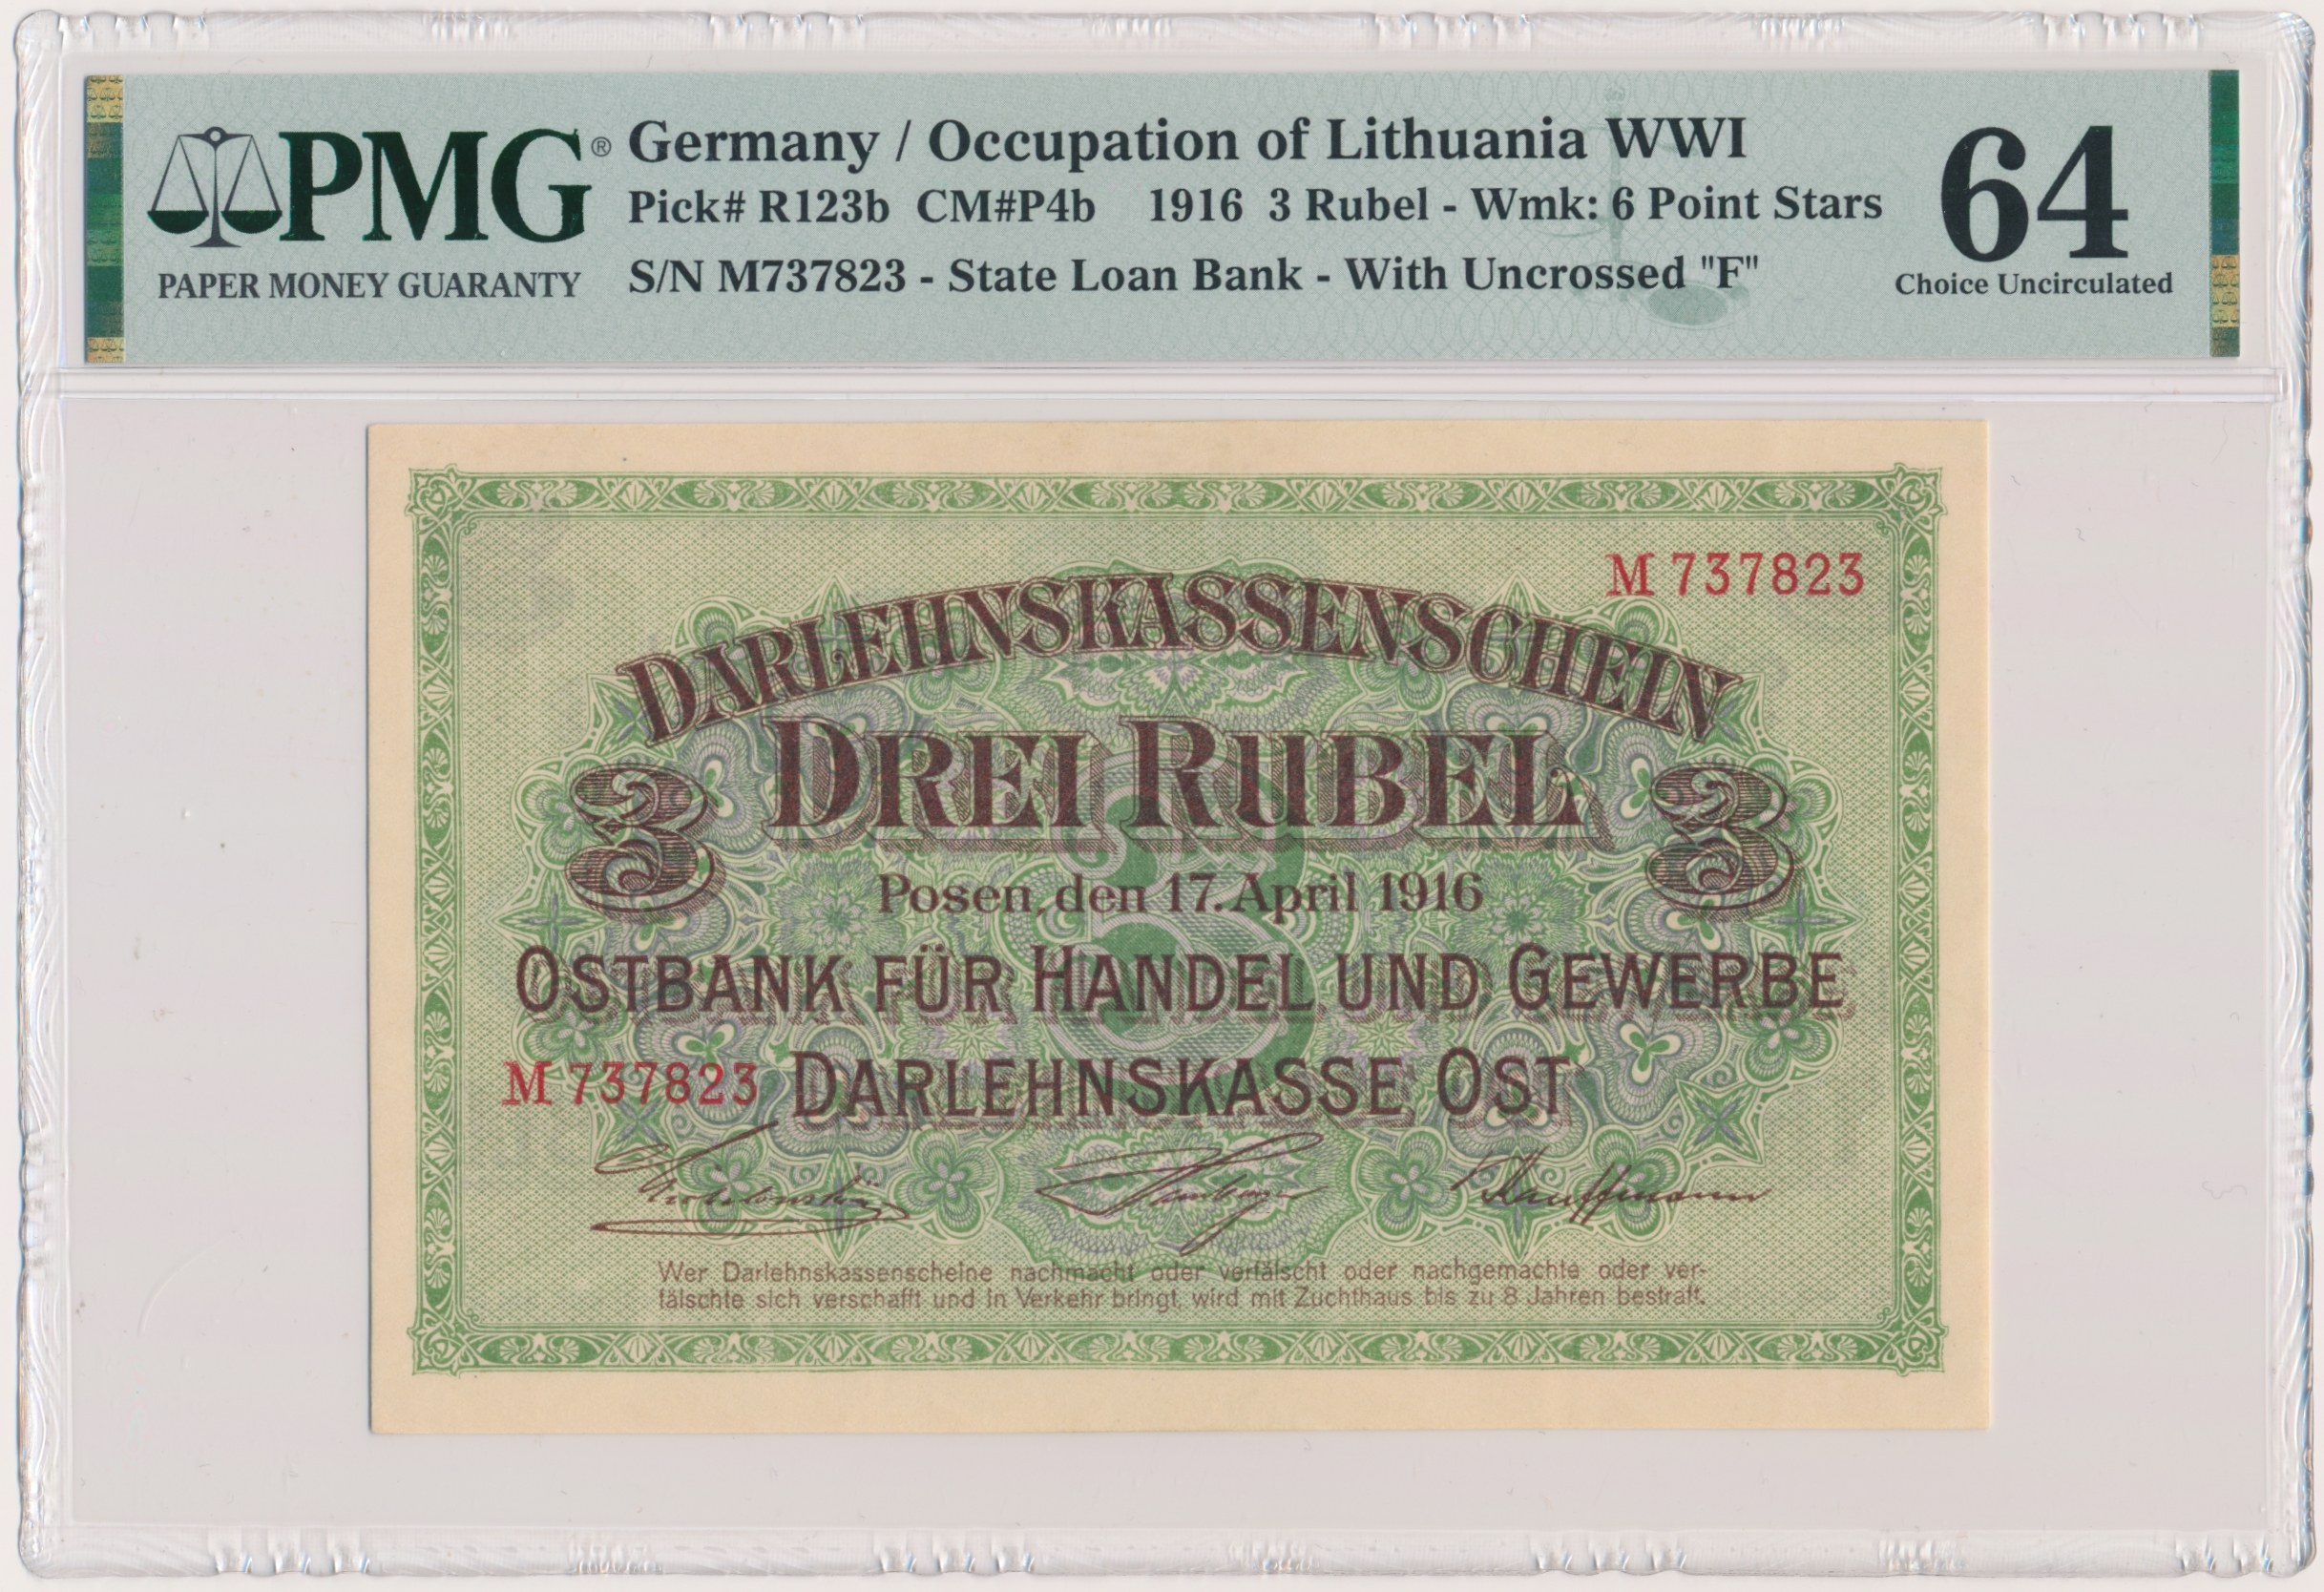 PMG®
PAPER MONEY GUARANTY
Germany / Occupation of Lithuania WWI
Pick# R123b CM#P4b 1916 3 Rubel - Wmk: 6 Point Stars
S/N M737823 - State Loan Bank - With Uncrossed "F"
64
Choice Uncirculated
M 737823
DARLEHNSKASSENSCHEIN
3 DREI RUBEL 3
Posen, den 17. April 1916
OSTBANK FÜR HANDEL UND GEWERBE
M 737823 DARLEHNSKASSE OST
Kauffmann
Wer Darlehnskassenscheine nachmacht oder verfälscht oder nachgemachte oder ver-
fälschte sich verschafft und in Verkehr bringt, wird mit Zuchthaus bis zu 8 Jahren bestraft.